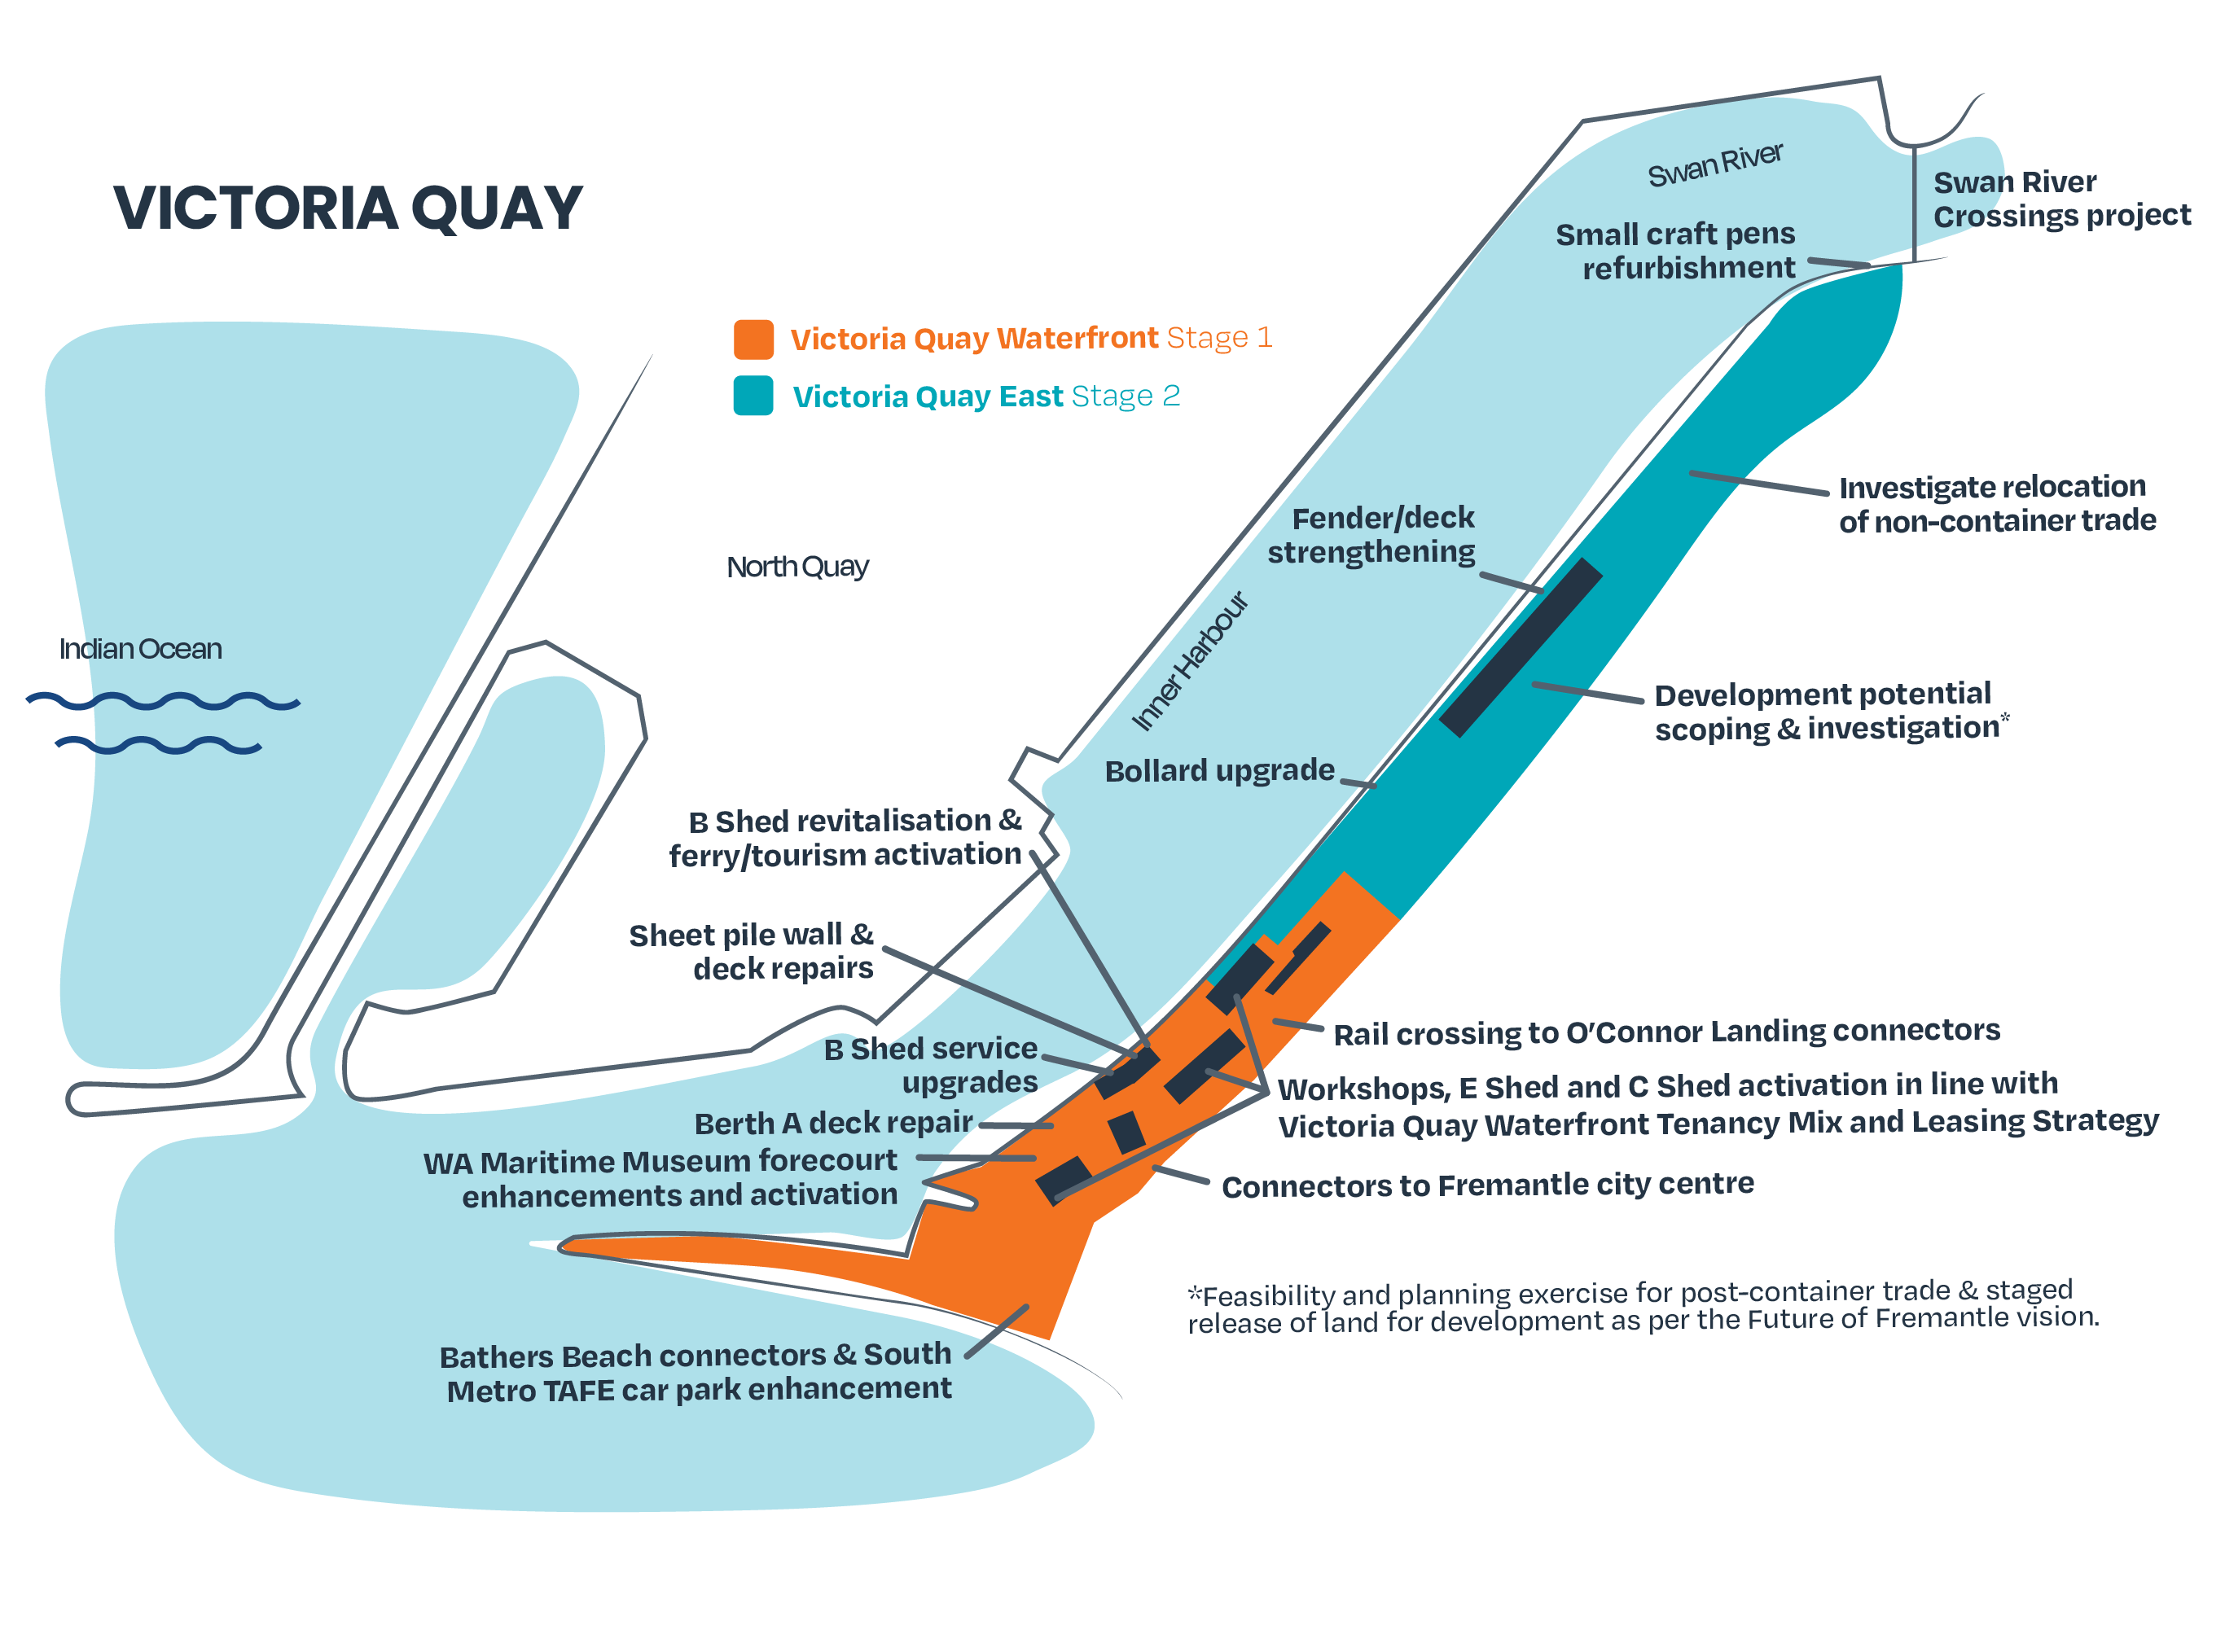 VICTORIA QUAY
Victoria Quay Waterfront Stage 1
Victoria Quay East Stage 2
Swan River
Swan River
Crossings project
Small craft pens
refurbishment
Investigate relocation
of non-container trade
Fender/deck
strengthening
North Quay
Inner Harbour
Indian Ocean
Development potential
scoping & investigation*
Bollard upgrade
B Shed revitalisation &
ferry/tourism activation
Sheet pile wall &
deck repairs
B Shed service
upgrades
Rail crossing to O’Connor Landing connectors
Workshops, E Shed and C Shed activation in line with
Victoria Quay Waterfront Tenancy Mix and Leasing Strategy
Berth A deck repair
WA Maritime Museum forecourt
enhancements and activation
Connectors to Fremantle city centre
*Feasibility and planning exercise for post-container trade & staged
release of land for development as per the Future of Fremantle vision.
Bathers Beach connectors & South
Metro TAFE car park enhancement